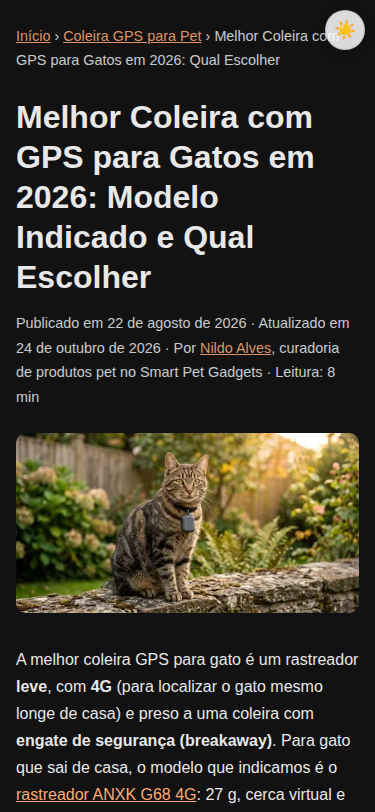 Início › Coleira GPS para Pet › Melhor Coleira com
GPS para Gatos em 2026: Qual Escolher
Melhor Coleira com
GPS para Gatos em
2026: Modelo
Indicado e Qual
Escolher
Publicado em 22 de agosto de 2026 · Atualizado em
24 de outubro de 2026 · Por Nildo Alves, curadoria
de produtos pet no Smart Pet Gadgets · Leitura: 8
min
A melhor coleira GPS para gato é um rastreador
leve, com 4G (para localizar o gato mesmo
longe de casa) e preso a uma coleira com
engate de segurança (breakaway). Para gato
que sai de casa, o modelo que indicamos é o
rastreador ANXK G68 4G: 27 g, cerca virtual e